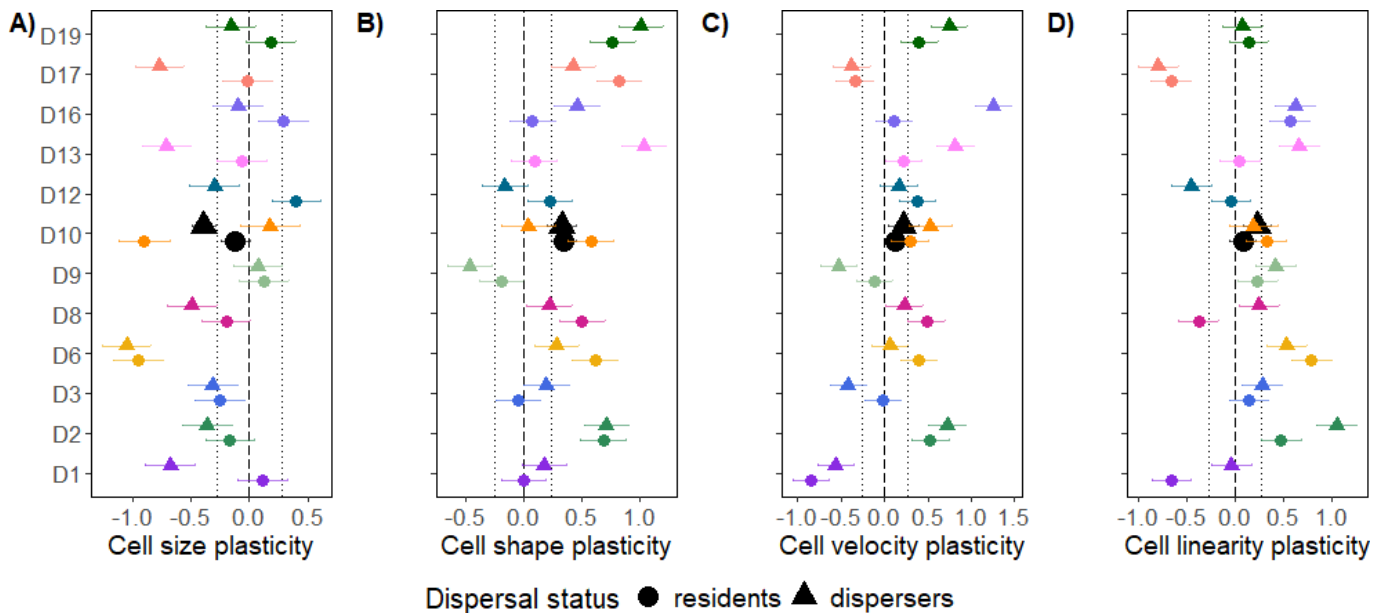 A) B) C) D)
D19
D17
D16
D13
D12
D10
D9
D8
D6
D3
D2
D1
-1.0 -0.5 0.0 0.5 -0.5 0.0 0.5 1.0 -1.0 -0.5 0.0 0.5 1.0 1.5 -1.0 -0.5 0.0 0.5 1.0
Cell size plasticity Cell shape plasticity Cell velocity plasticity Cell linearity plasticity
Dispersal status residents dispersers